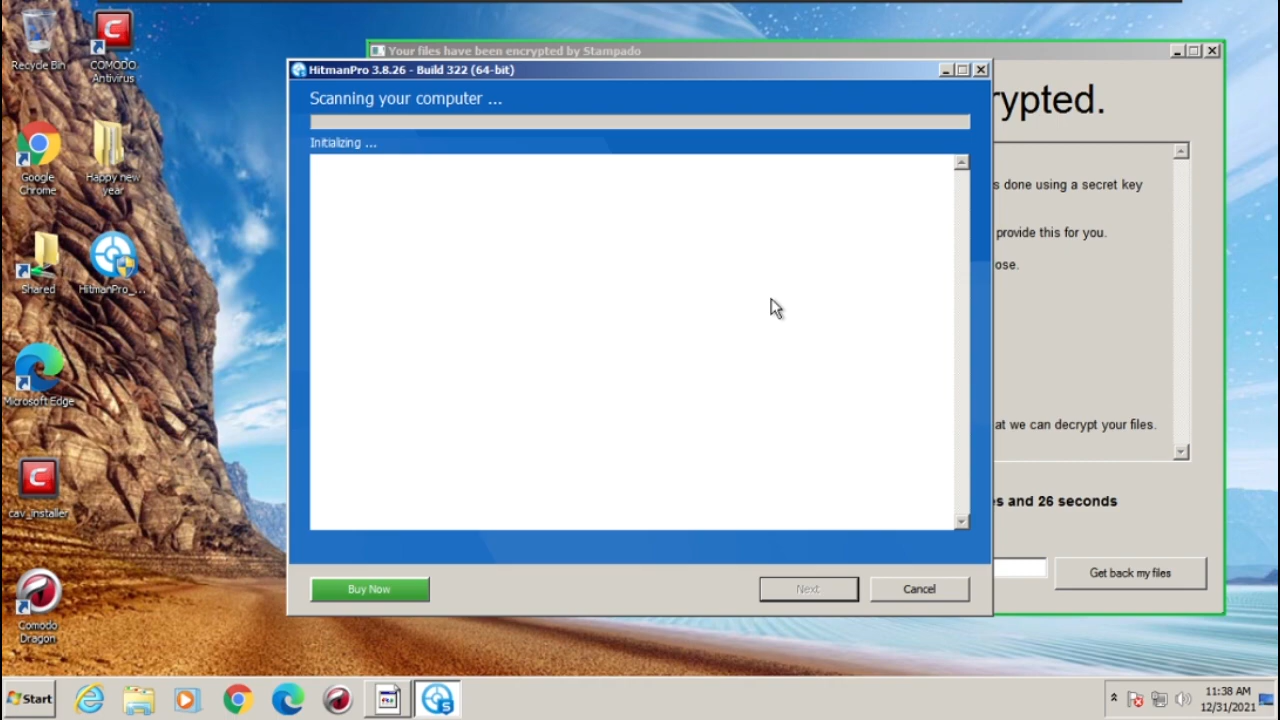 Recycle Bin
COMODO
Antivirus
Google
Chrome
Happy new
year
Shared
HitmanPro_...
Microsoft Edge
cav_installer
Comodo
Dragon
Your files have been encrypted by Stampado
HitmanPro 3.8.26 - Build 322 (64-bit)
Scanning your computer ...
Initializing ...
Buy Now
Next
Cancel
rypted.
s done using a secret key
provide this for you.
ose.
at we can decrypt your files.
s and 26 seconds
Get back my files
Start
11:38 AM
12/31/2021